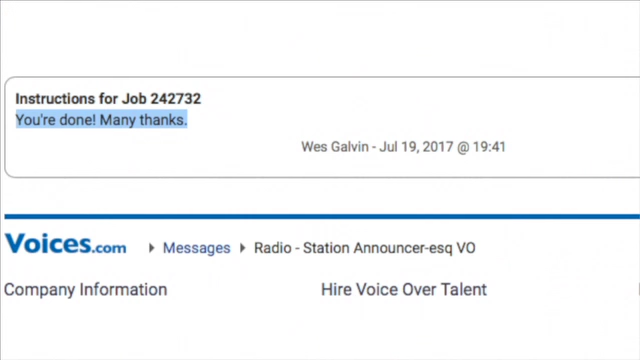 Instructions for Job 242732
You're done! Many thanks.
Wes Galvin - Jul 19, 2017 @ 19:41
Voices.com Messages Radio - Station Announcer-esq VO
Company Information Hire Voice Over Talent